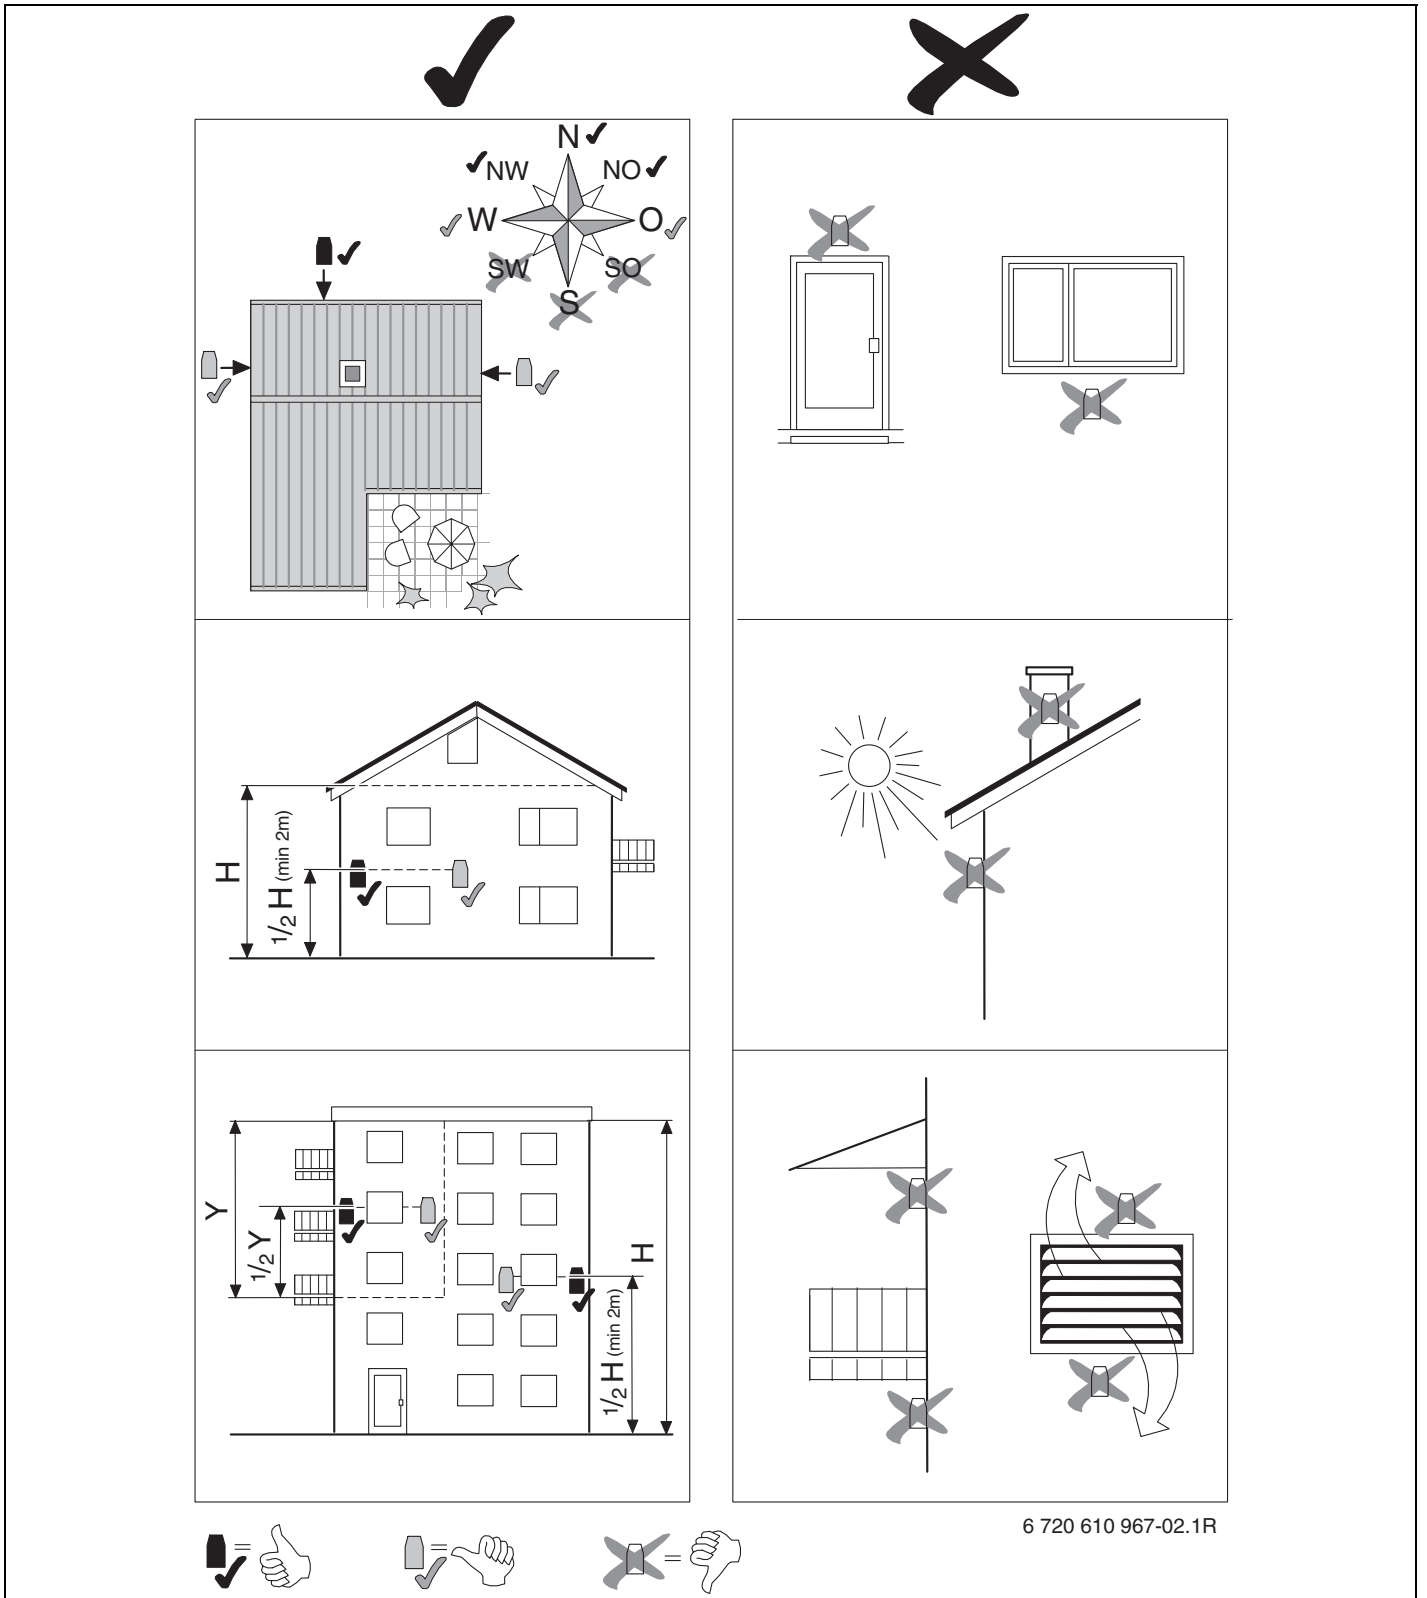 N
NW
NO
W
O
SW
SO
S
H
1/2 H (min 2m)
Y
1/2 Y
H
1/2 H (min 2m)
6 720 610 967-02.1R
=
=
=